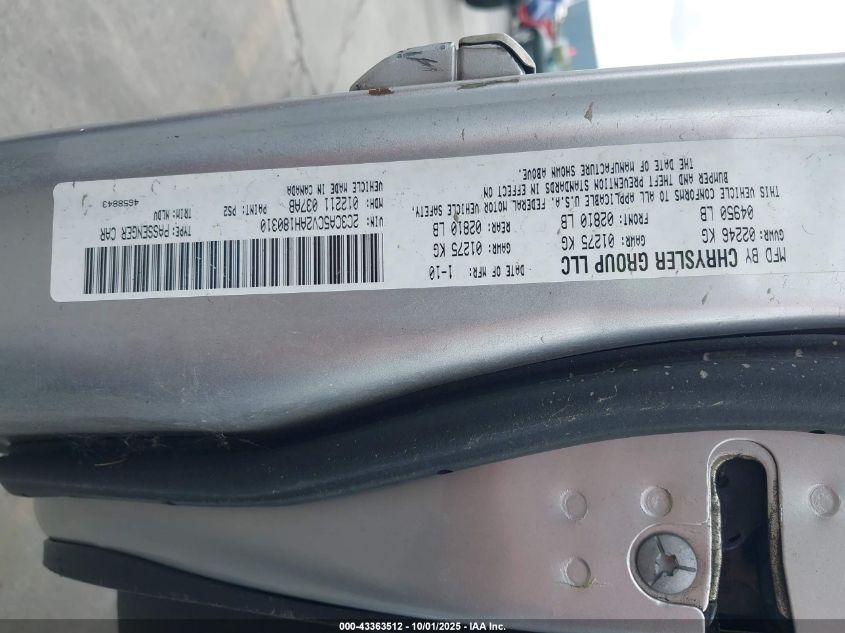 MFD BY CHRYSLER GROUP LLC
DATE OF MFR: 1-10
GVWR: 02246 KG
04950 LB
GAWR: 01275 KG
FRONT: 02810 LB
GAWR: 01275 KG
REAR: 02810 LB
THIS VEHICLE CONFORMS TO ALL APPLICABLE U.S.A. FEDERAL MOTOR VEHICLE SAFETY,
BUMPER AND THEFT PREVENTION STANDARDS IN EFFECT ON
THE DATE OF MANUFACTURE SHOWN ABOVE.
VIN: 2C3CA5CV2AH180310
TYPE: PASSENGER CAR
MDH: 012211 037AB
PAINT: PS2
TRIM: MLDV
VEHICLE MADE IN CANADA
4658843
000-43363512 - 10/01/2025 - IAA Inc.